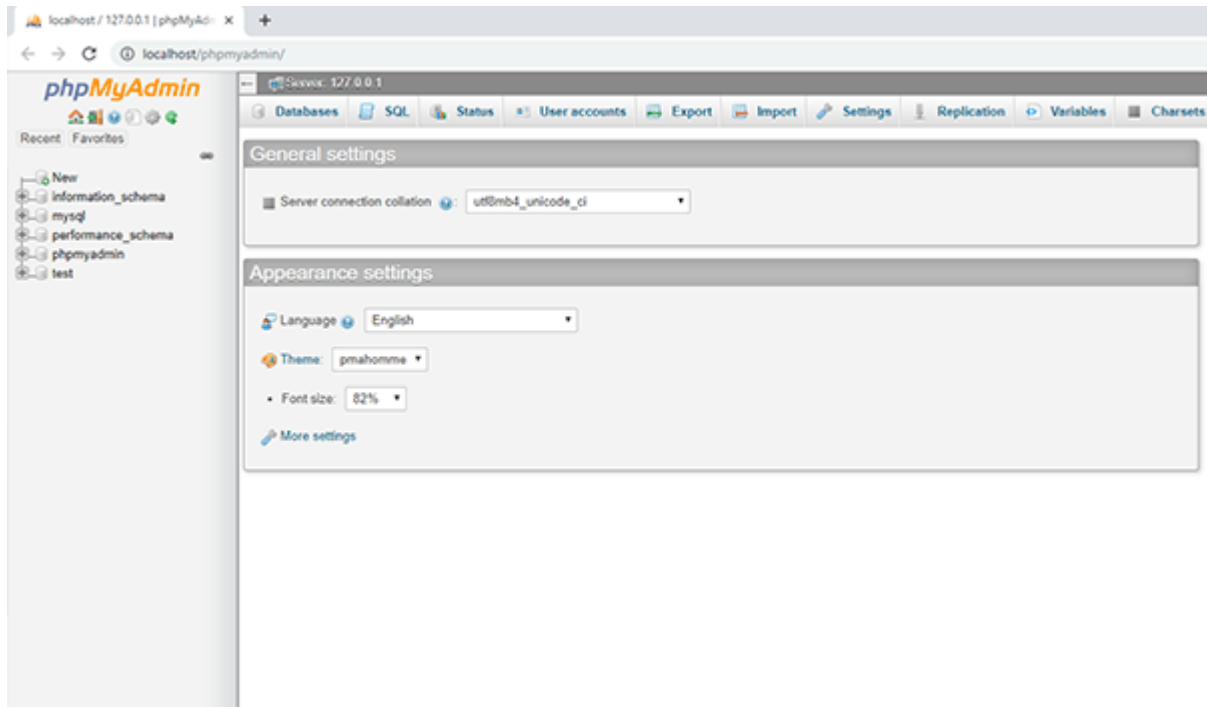 localhost / 127.0.0.1 | phpMyAdm
localhost/phpmyadmin/
phpMyAdmin
Recent Favorites
New
information_schema
mysql
performance_schema
phpmyadmin
test
Server: 127.0.0.1
Databases SQL Status User accounts Export Import Settings Replication Variables Charsets
General settings
Server connection collation : utf8mb4_unicode_ci
Appearance settings
Language English
Theme: pmahomme
Font size: 82%
More settings